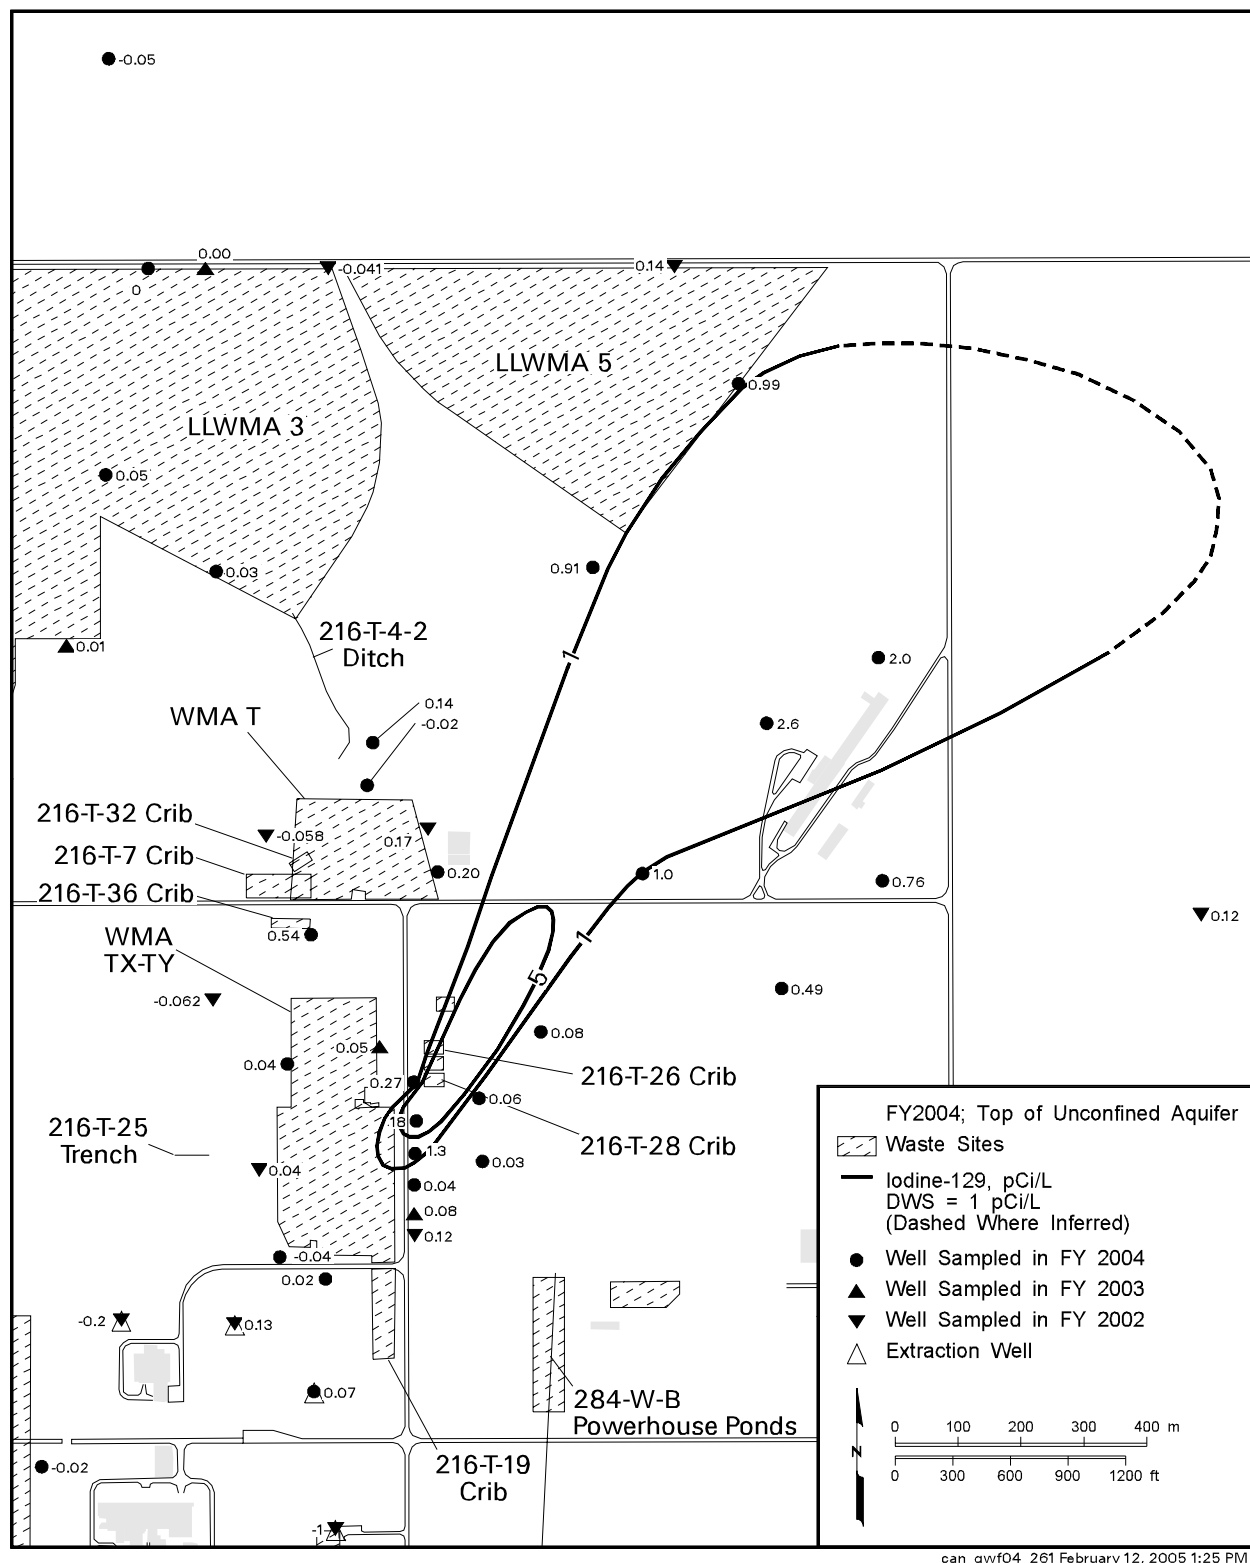 -0.05
0.00
-0.041
0.14
0
LLWMA 5
0.99
LLWMA 3
0.05
0.91
0.03
216-T-4-2
Ditch
0.01
1
2.0
0.14
-0.02
WMA T
2.6
216-T-32 Crib
-0.058
0.17
216-T-7 Crib
0.20
1.0
0.76
216-T-36 Crib
0.12
0.54
WMA
TX-TY
1
5
-0.062
0.49
0.08
0.05
0.04
0.27
216-T-26 Crib
0.06
18
216-T-25
Trench
216-T-28 Crib
1.3
0.03
0.04
0.04
0.08
0.12
-0.04
0.02
-0.2
0.13
0.07
284-W-B
Powerhouse Ponds
-0.02
216-T-19
Crib
-1
FY2004; Top of Unconfined Aquifer
Waste Sites
Iodine-129, pCi/L
DWS = 1 pCi/L
(Dashed Where Inferred)
Well Sampled in FY 2004
Well Sampled in FY 2003
Well Sampled in FY 2002
Extraction Well
N
0 100 200 300 400 m
0 300 600 900 1200 ft
can_gwf04_261 February 12, 2005 1:25 PM